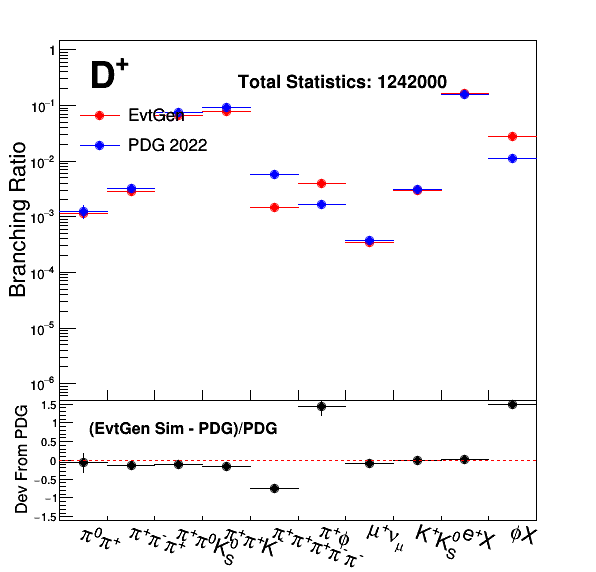 D⁺
Total Statistics: 1242000
EvtGen
PDG 2022
Branching Ratio
1
10⁻¹
10⁻²
10⁻³
10⁻⁴
10⁻⁵
10⁻⁶
(EvtGen Sim - PDG)/PDG
Dev From PDG
1.5
1
0.5
0
−0.5
−1
−1.5
π⁰π⁺
π⁺π⁻π⁺
π⁺π⁰K⁰S
π⁺π⁺K⁻
π⁺π⁺π⁺π⁻π⁻
π⁺ϕ
μ⁺νμ
K⁺K⁰S
e⁺X
ϕX